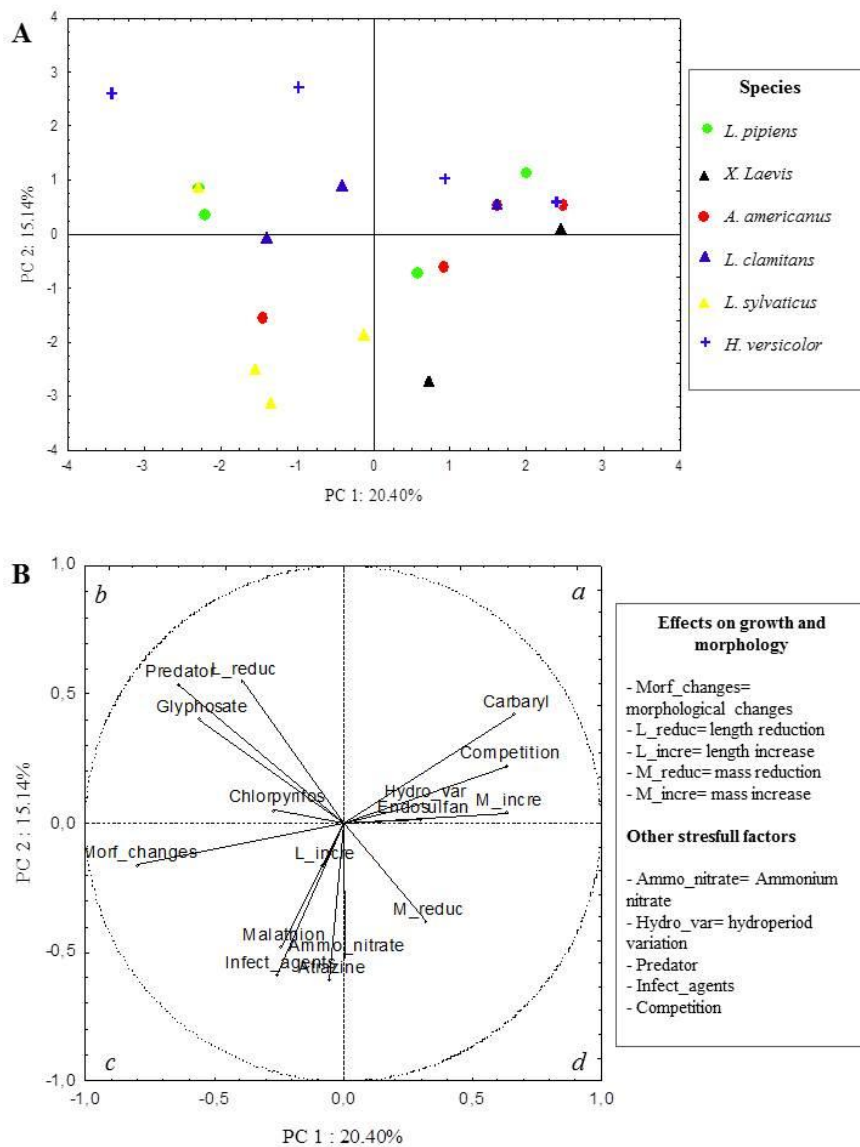 A
4
3
2
1
0
-1
-2
-3
-4
PC 2: 15.14%
-4
-3
-2
-1
0
1
2
3
4
PC 1: 20.40%
Species
L. pipiens
X. Laevis
A. americanus
L. clamitans
L. sylvaticus
H. versicolor
B
1,0
0,5
0,0
-0,5
-1,0
PC 2 : 15.14%
b
a
Predator
L_reduc
Glyphosate
Carbaryl
Competition
Hydro_var
Endosulfan
M_incre
Chlorpyrifos
Morf_changes
L_incre
M_reduc
Malathion
Ammo_nitrate
Infect_agents
Atrazine
c
d
-1,0
-0,5
0,0
0,5
1,0
PC 1 : 20.40%
Effects on growth and
morphology
- Morf_changes=
morphological changes
- L_reduc= length reduction
- L_incre= length increase
- M_reduc= mass reduction
- M_incre= mass increase
Other stresfull factors
- Ammo_nitrate= Ammonium
nitrate
- Hydro_var= hydroperiod
variation
- Predator
- Infect_agents
- Competition